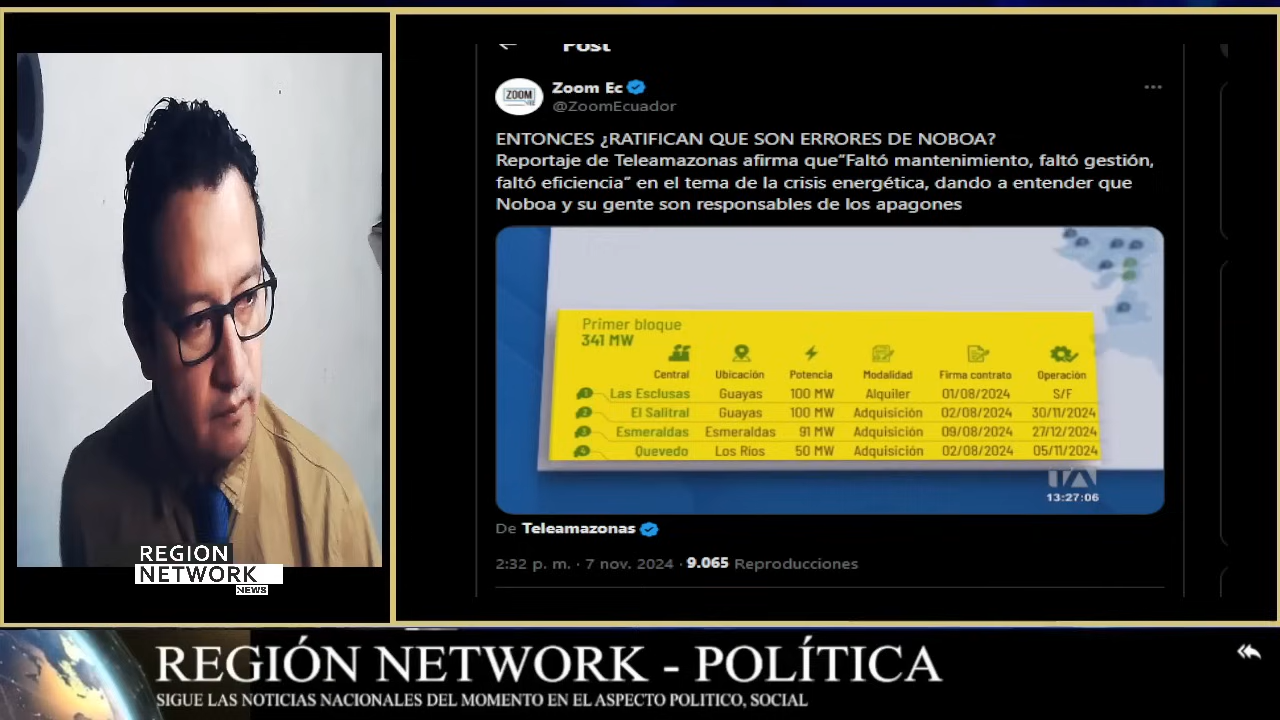 Post
ZOOM
Zoom Ec
@ZoomEcuador
ENTONCES ¿RATIFICAN QUE SON ERRORES DE NOBOA?
Reportaje de Teleamazonas afirma que"Faltó mantenimiento, faltó gestión,
faltó eficiencia" en el tema de la crisis energética, dando a entender que
Noboa y su gente son responsables de los apagones
Primer bloque
341 MW
Central Ubicación Potencia Modalidad Firma contrato Operación
1 Las Esclusas Guayas 100 MW Alquiler 01/08/2024 S/F
2 El Salitral Guayas 100 MW Adquisición 02/08/2024 30/11/2024
3 Esmeraldas Esmeraldas 91 MW Adquisición 09/08/2024 27/12/2024
4 Quevedo Los Ríos 50 MW Adquisición 02/08/2024 05/11/2024
13:27:06
De Teleamazonas
2:32 p. m. · 7 nov. 2024 · 9.065 Reproducciones
REGION
NETWORK
NEWS
REGIÓN NETWORK - POLÍTICA
SIGUE LAS NOTICIAS NACIONALES DEL MOMENTO EN EL ASPECTO POLITICO, SOCIAL